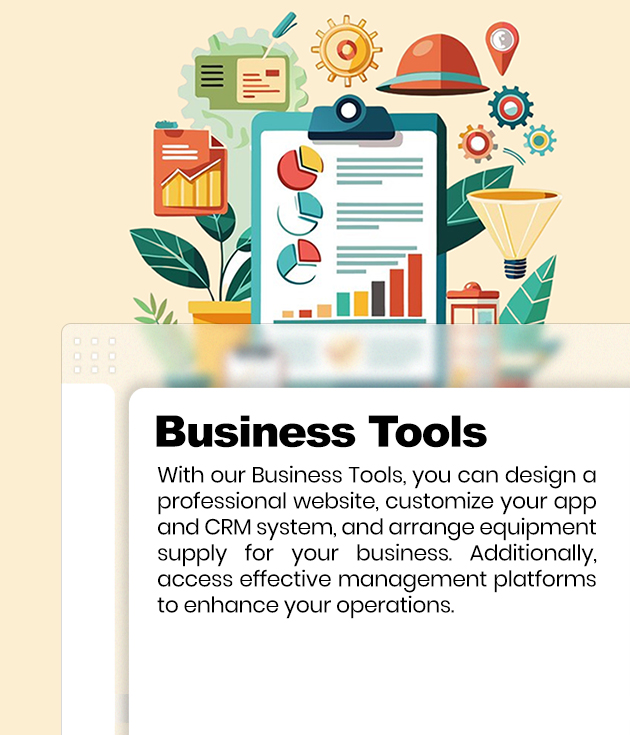 Business Tools
With our Business Tools, you can design a
professional website, customize your app
and CRM system, and arrange equipment
supply for your business. Additionally,
access effective management platforms
to enhance your operations.